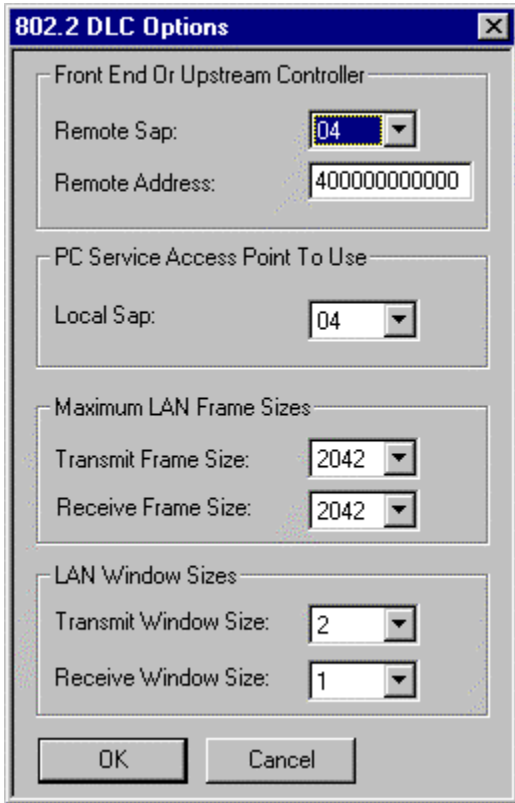 802.2 DLC Options
Front End Or Upstream Controller
Remote Sap: 04
Remote Address: 400000000000
PC Service Access Point To Use
Local Sap: 04
Maximum LAN Frame Sizes
Transmit Frame Size: 2042
Receive Frame Size: 2042
LAN Window Sizes
Transmit Window Size: 2
Receive Window Size: 1
OK Cancel